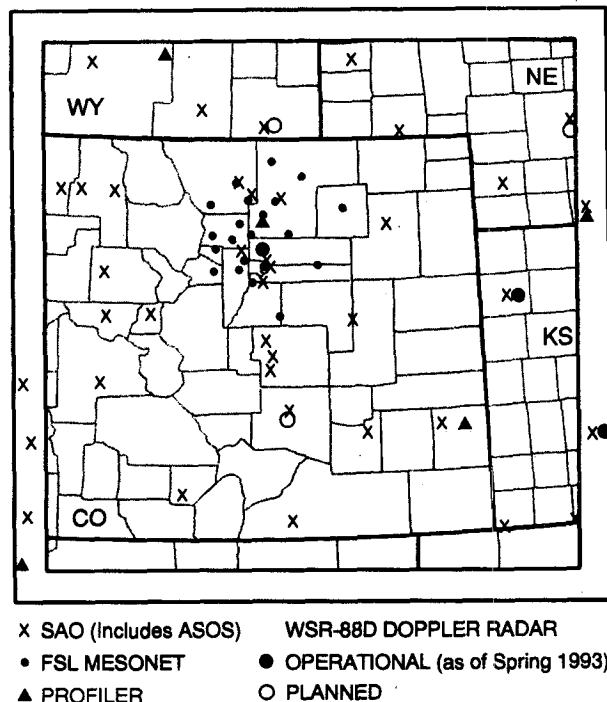 WY
NE
KS
CO
x SAO (Includes ASOS)
● FSL MESONET
▲ PROFILER
WSR-88D DOPPLER RADAR
● OPERATIONAL (as of Spring 1993)
○ PLANNED